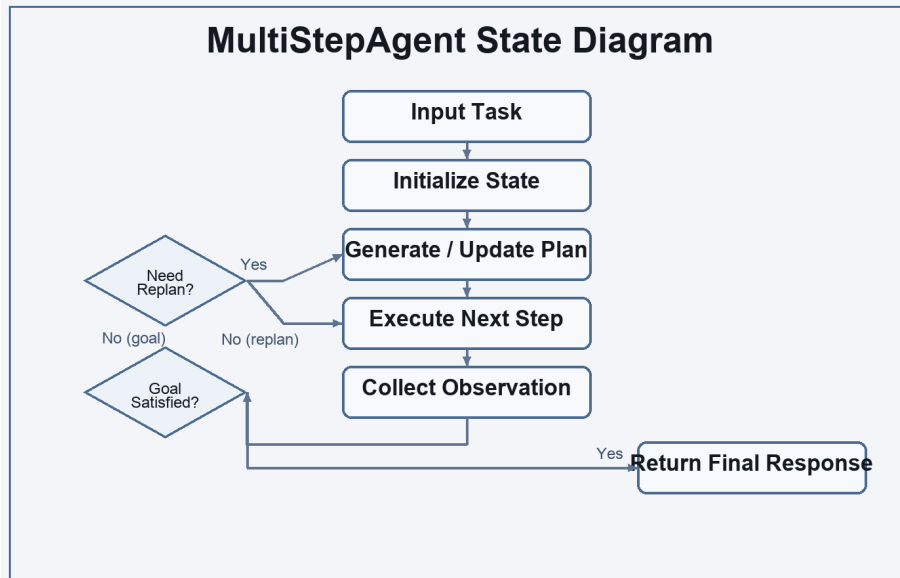 MultiStepAgent State Diagram
Input Task
Initialize State
Generate / Update Plan
Need
Replan?
Yes
Execute Next Step
No (goal)
No (replan)
Collect Observation
Goal
Satisfied?
Yes
Return Final Response